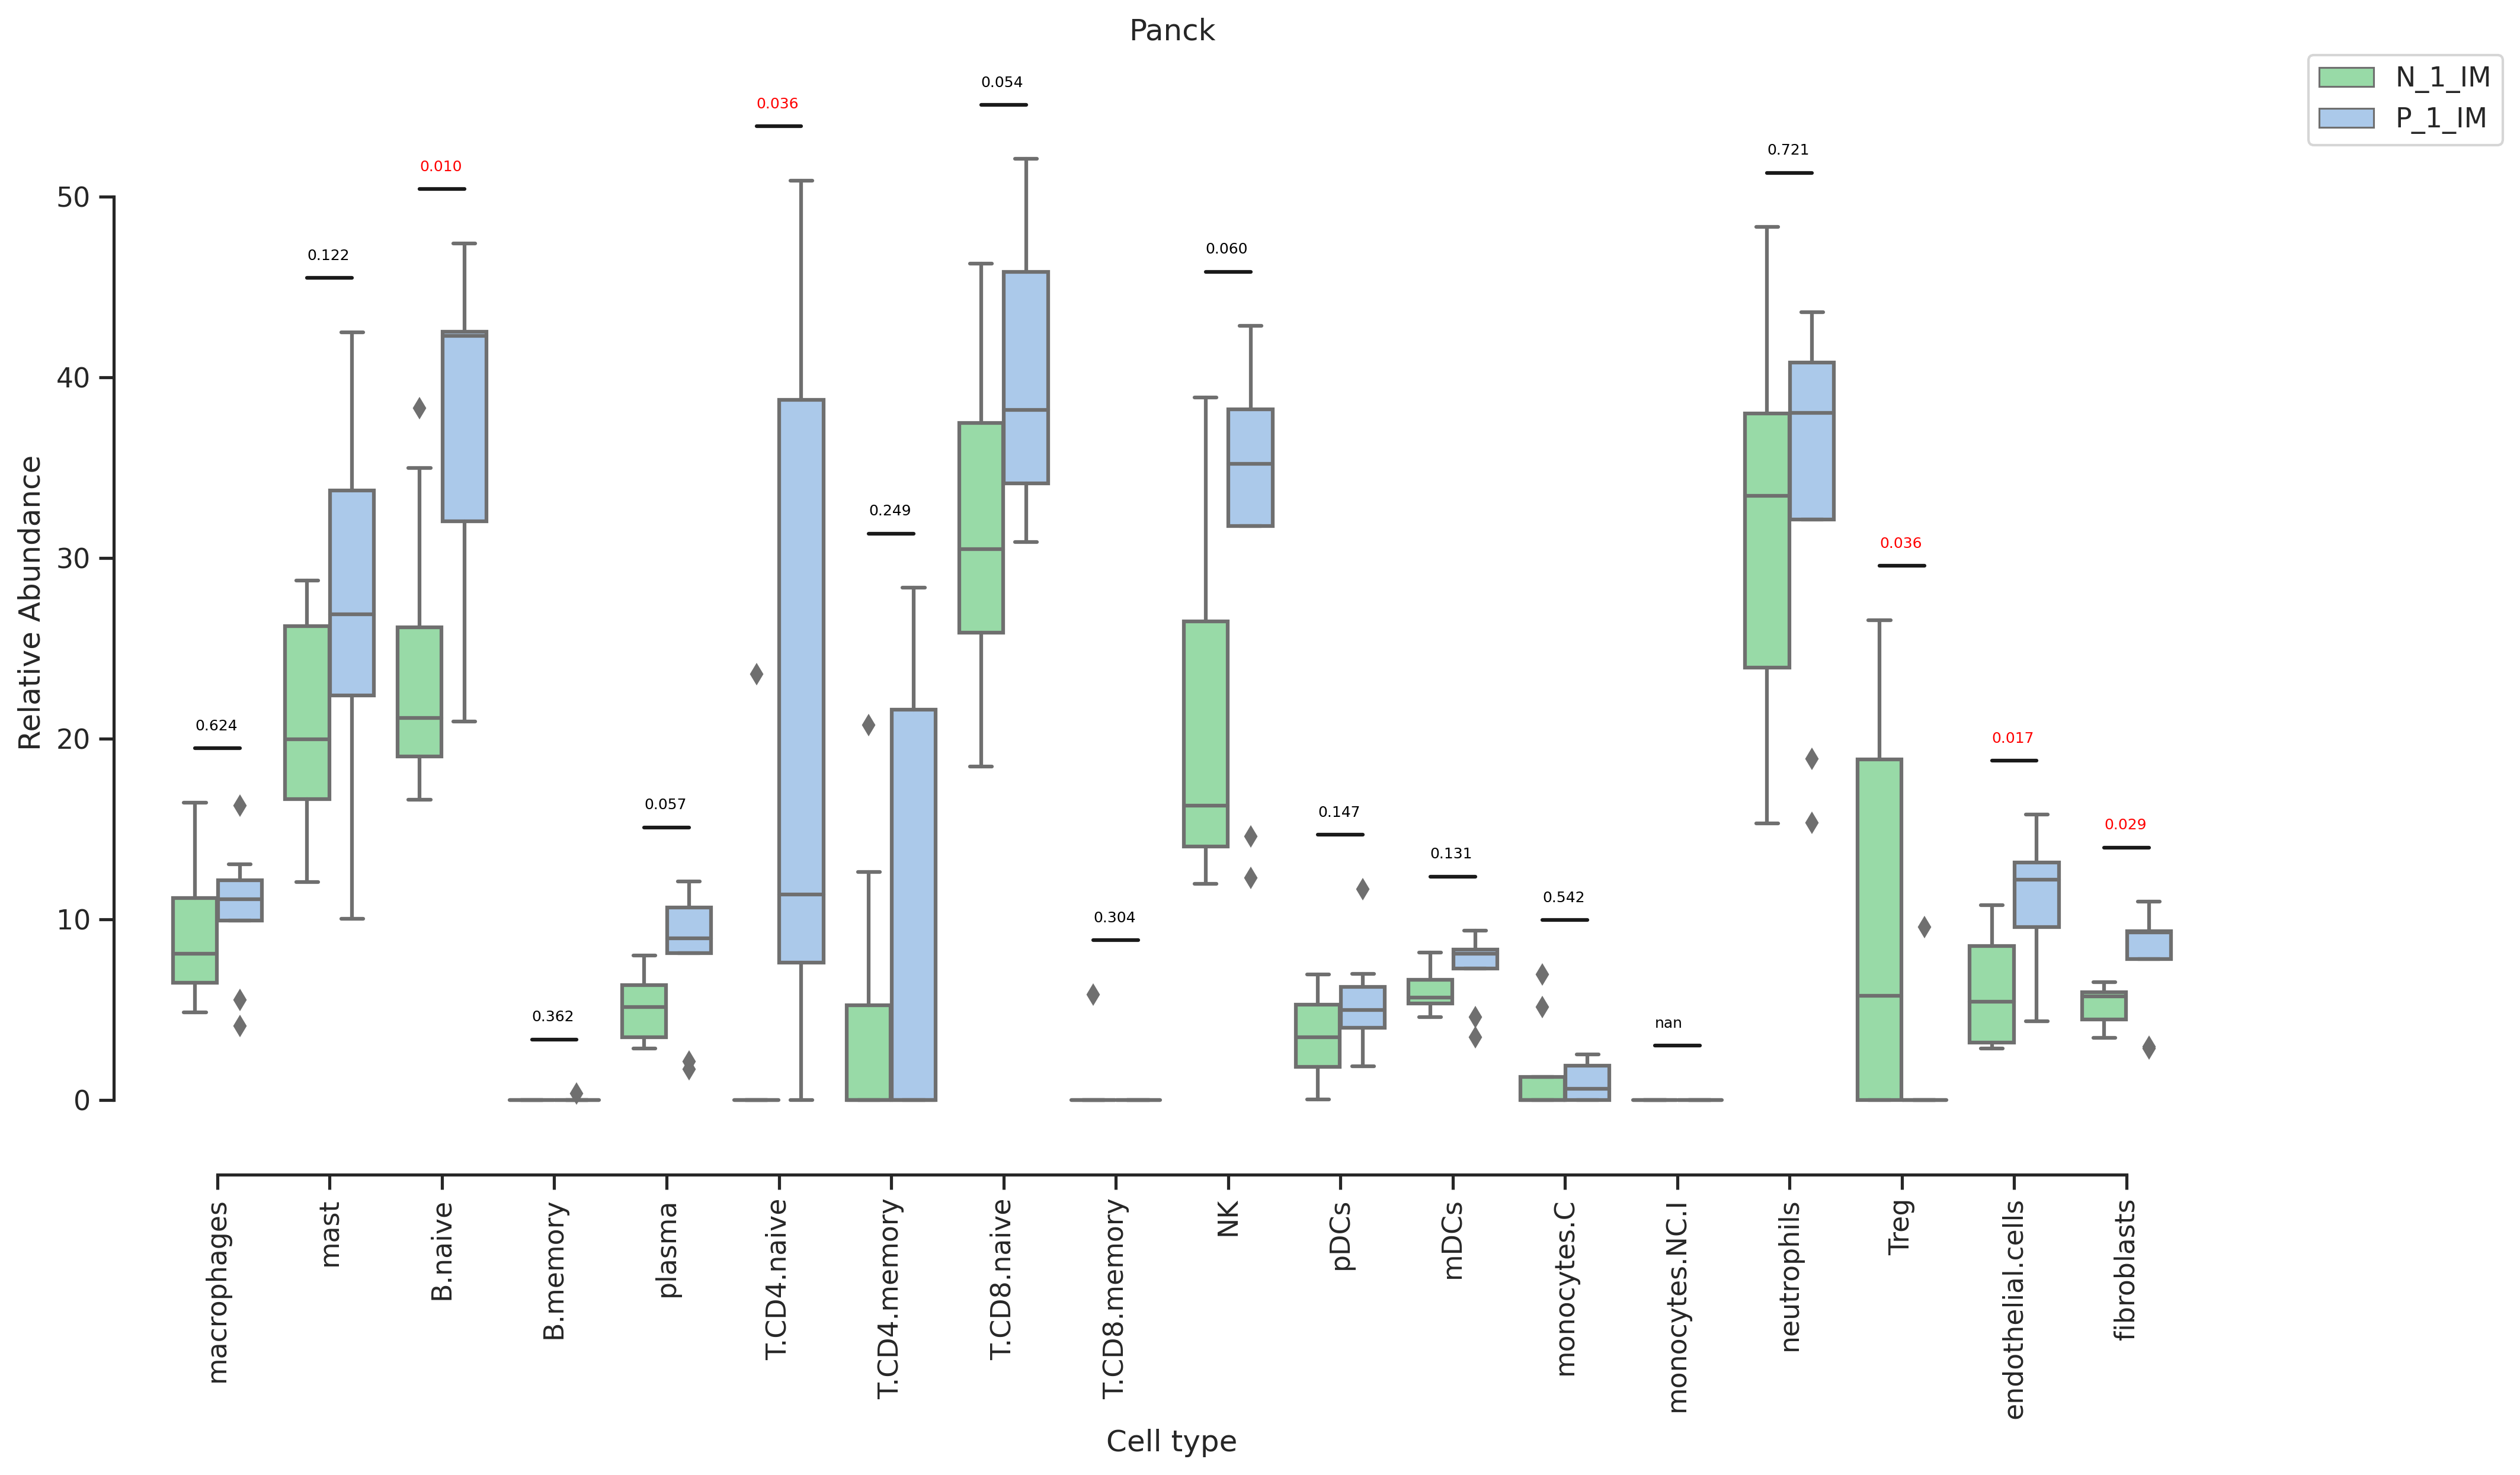 Panck
N_1_IM
P_1_IM
Relative Abundance
50
40
30
20
10
0
0.624
0.122
0.010
0.362
0.057
0.036
0.249
0.054
0.304
0.060
0.147
0.131
0.542
nan
0.721
0.036
0.017
0.029
macrophages
mast
B.naive
B.memory
plasma
T.CD4.naive
T.CD4.memory
T.CD8.naive
T.CD8.memory
NK
pDCs
mDCs
monocytes.C
monocytes.NC.I
neutrophils
Treg
endothelial.cells
fibroblasts
Cell type